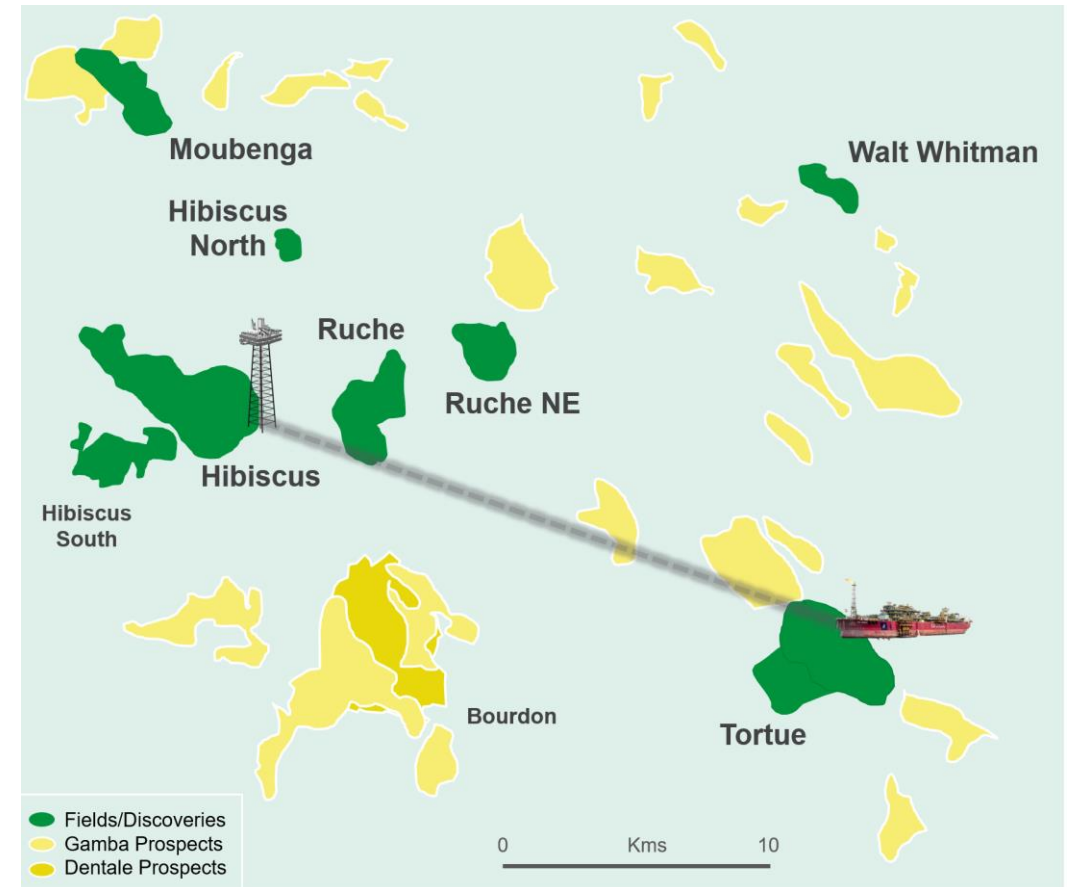 Moubenga
Walt Whitman
Hibiscus
North
Ruche
Ruche NE
Hibiscus
Hibiscus
South
Bourdon
Tortue
Fields/Discoveries
Gamba Prospects
Dentale Prospects
0 Kms 10